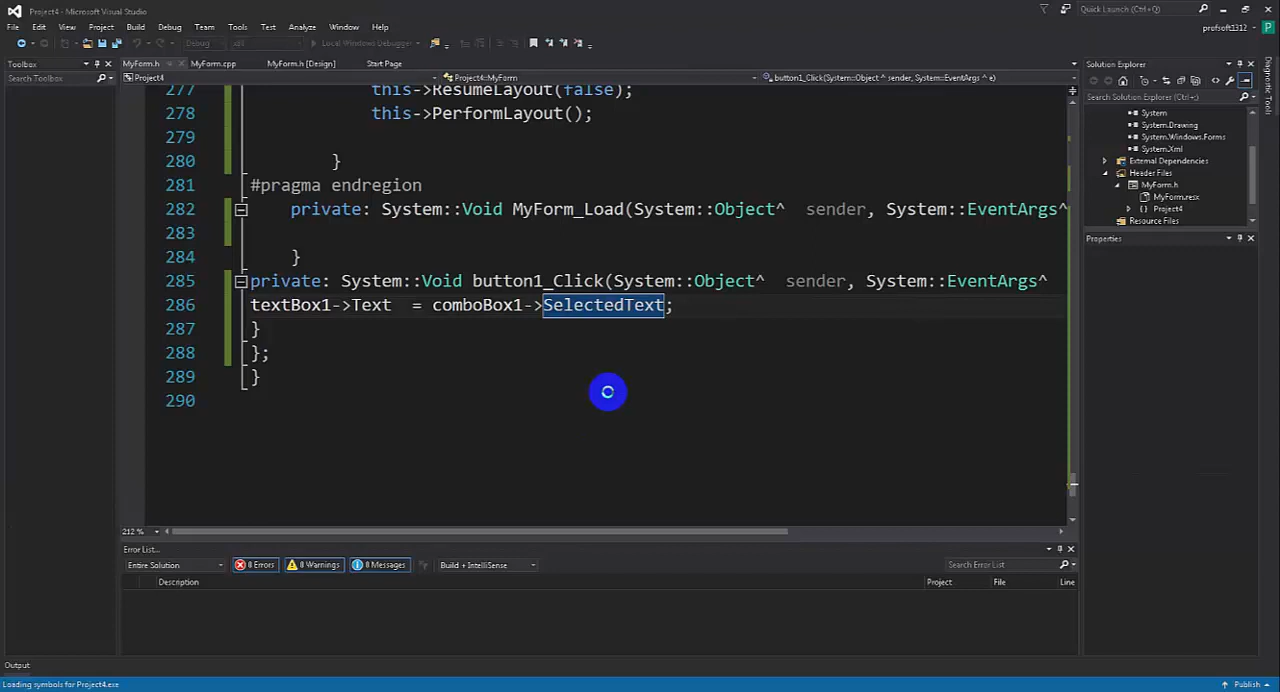 Project4 - Microsoft Visual Studio
Quick Launch (Ctrl+Q)
File Edit View Project Build Debug Team Tools Test Analyze Window Help
profsoft1312 P
Debug x64 Local Windows Debugger
Toolbox
Search Toolbox
MyForm.h MyForm.cpp MyForm.h [Design] Start Page
Project4 Project4::MyForm button1_Click(System::Object ^ sender, System::EventArgs ^ e)
277 this->ResumeLayout(false);
278 this->PerformLayout();
279
280 }
281 #pragma endregion
282 private: System::Void MyForm_Load(System::Object^ sender, System::EventArgs^
283
284 }
285 private: System::Void button1_Click(System::Object^ sender, System::EventArgs^
286 textBox1->Text = comboBox1->SelectedText;
287 }
288 };
289 }
290
212 %
Solution Explorer
Search Solution Explorer (Ctrl+;)
System
System.Drawing
System.Windows.Forms
System.Xml
External Dependencies
Header Files
MyForm.h
MyForm.resx
Project4
Resource Files
Properties
Diagnostic Tools
Error List...
Entire Solution 0 Errors 0 Warnings 0 Messages Build + IntelliSense Search Error List
Description Project File Line
Output
Loading symbols for Project4.exe Publish